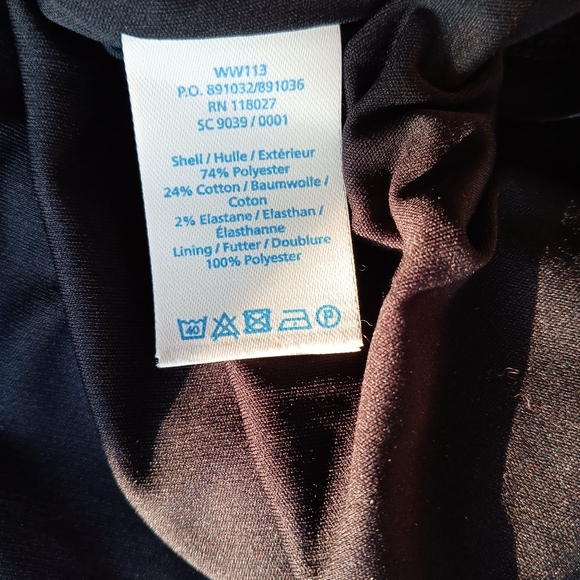 WW113
P.O. 891032/891036
RN 118027
SC 9039 / 0001
Shell / Hulle / Extérieur
74% Polyester
24% Cotton / Baumwolle /
Coton
2% Elastane / Elasthan /
Élasthanne
Lining / Futter / Doublure
100% Polyester
40 P